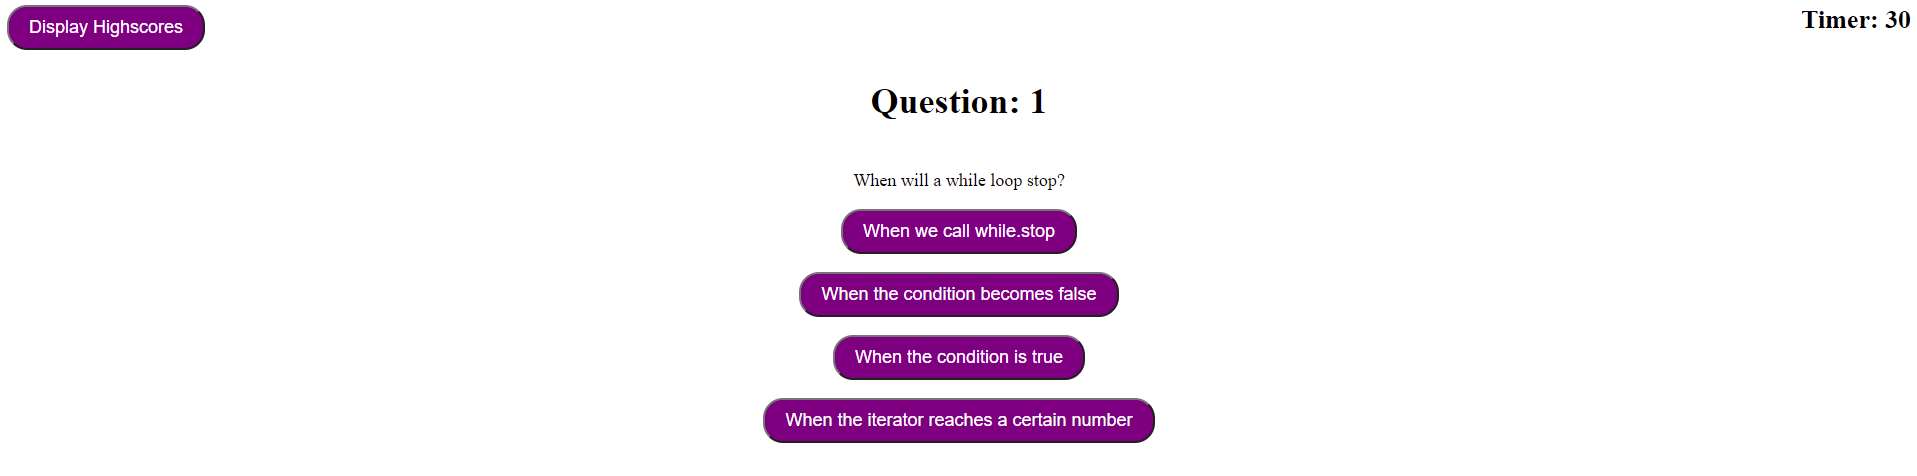 Display Highscores
Timer: 30
Question: 1
When will a while loop stop?
When we call while.stop
When the condition becomes false
When the condition is true
When the iterator reaches a certain number